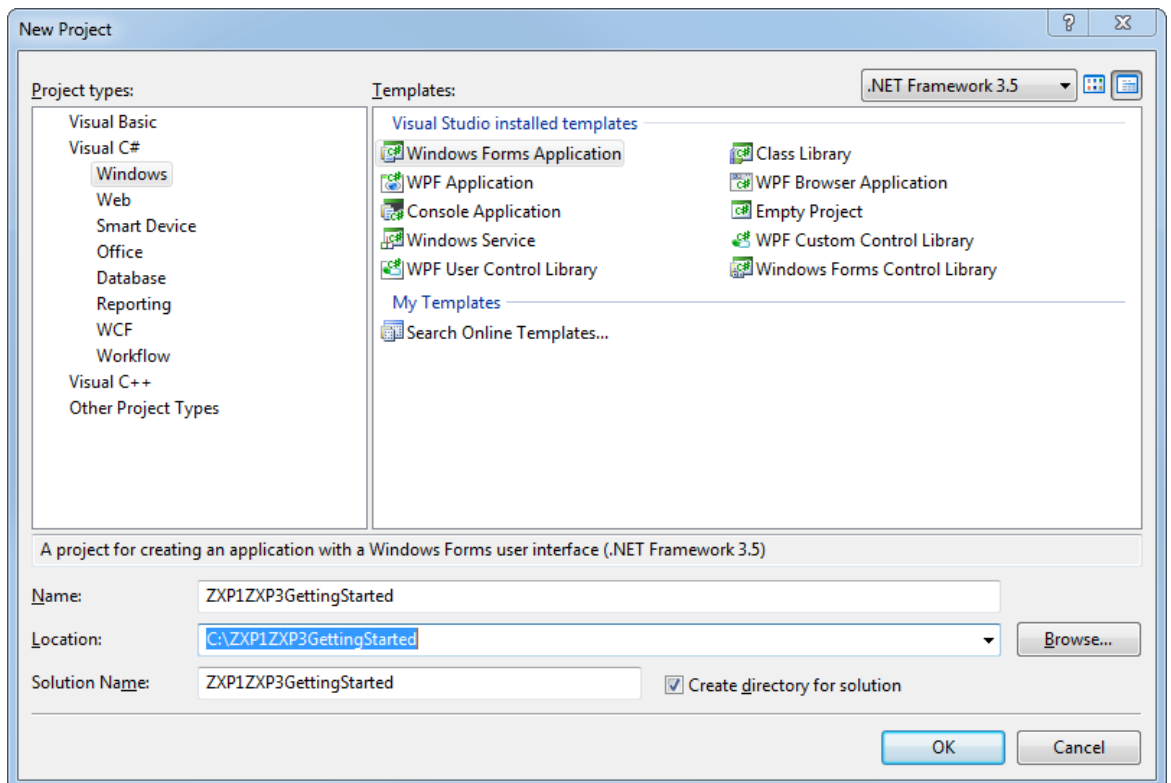 New Project
Project types:
Templates:
.NET Framework 3.5
Visual Basic
Visual C#
Windows
Web
Smart Device
Office
Database
Reporting
WCF
Workflow
Visual C++
Other Project Types
Visual Studio installed templates
Windows Forms Application
Class Library
WPF Application
WPF Browser Application
Console Application
Empty Project
Windows Service
WPF Custom Control Library
WPF User Control Library
Windows Forms Control Library
My Templates
Search Online Templates...
A project for creating an application with a Windows Forms user interface (.NET Framework 3.5)
Name:
ZXP1ZXP3GettingStarted
Location:
C:\ZXP1ZXP3GettingStarted
Browse...
Solution Name:
ZXP1ZXP3GettingStarted
Create directory for solution
OK
Cancel